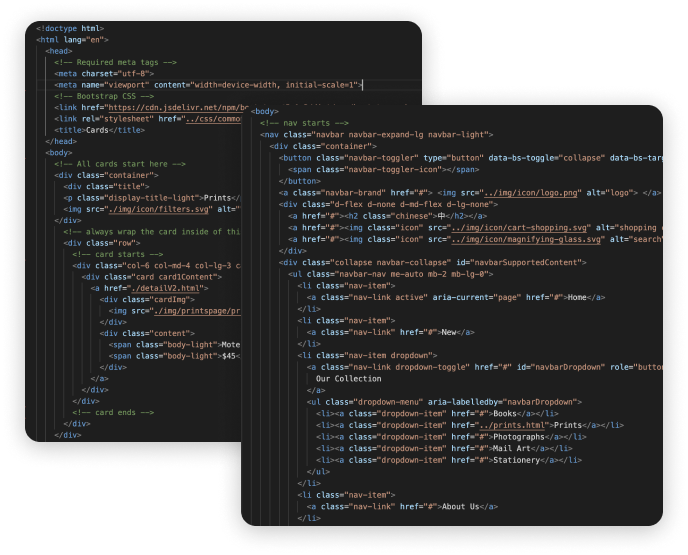 <!doctype html>
<html lang="en">
<head>
<!-- Required meta tags -->
<meta charset="utf-8">
<meta name="viewport" content="width=device-width, initial-scale=1">
<!-- Bootstrap CSS -->
<link href="https://cdn.jsdelivr.net/npm/bo
<link rel="stylesheet" href="../css/commo
<title>Cards</title>
</head>
<body>
<!-- All cards start here -->
<div class="container">
<div class="title">
<p class="display-title-light">Prints</
<img src="./img/icon/filters.svg" alt="
</div>
<!-- always wrap the card inside of thi
<div class="row">
<!-- card starts -->
<div class="col-6 col-md-4 col-lg-3 c
<div class="card card1Content">
<a href="./detailV2.html">
<div class="cardImg">
<img src="./img/printspage/pr
</div>
<div class="content">
<span class="body-light">Mote
<span class="body-light">$45<
</div>
</a>
</div>
</div>
<!-- card ends -->
</div>
</div>
<body>
<!-- nav starts -->
<nav class="navbar navbar-expand-lg navbar-light">
<div class="container">
<button class="navbar-toggler" type="button" data-bs-toggle="collapse" data-bs-targ
<span class="navbar-toggler-icon"></span>
</button>
<a class="navbar-brand" href="#"> <img src="../img/icon/logo.png" alt="logo"> </a>
<div class="d-flex d-none d-md-flex d-lg-none">
<a href="#"><h2 class="chinese">中</h2></a>
<a href="#"><img class="icon" src="../img/icon/cart-shopping.svg" alt="shopping
<a href="#"><img class="icon" src="../img/icon/magnifying-glass.svg" alt="search"
</div>
<div class="collapse navbar-collapse" id="navbarSupportedContent">
<ul class="navbar-nav me-auto mb-2 mb-lg-0">
<li class="nav-item">
<a class="nav-link active" aria-current="page" href="#">Home</a>
</li>
<li class="nav-item">
<a class="nav-link" href="#">New</a>
</li>
<li class="nav-item dropdown">
<a class="nav-link dropdown-toggle" href="#" id="navbarDropdown" role="button
Our Collection
</a>
<ul class="dropdown-menu" aria-labelledby="navbarDropdown">
<li><a class="dropdown-item" href="#">Books</a></li>
<li><a class="dropdown-item" href="../prints.html">Prints</a></li>
<li><a class="dropdown-item" href="#">Photographs</a></li>
<li><a class="dropdown-item" href="#">Mail Art</a></li>
<li><a class="dropdown-item" href="#">Stationery</a></li>
</ul>
</li>
<li class="nav-item">
<a class="nav-link" href="#">About Us</a>
</li>